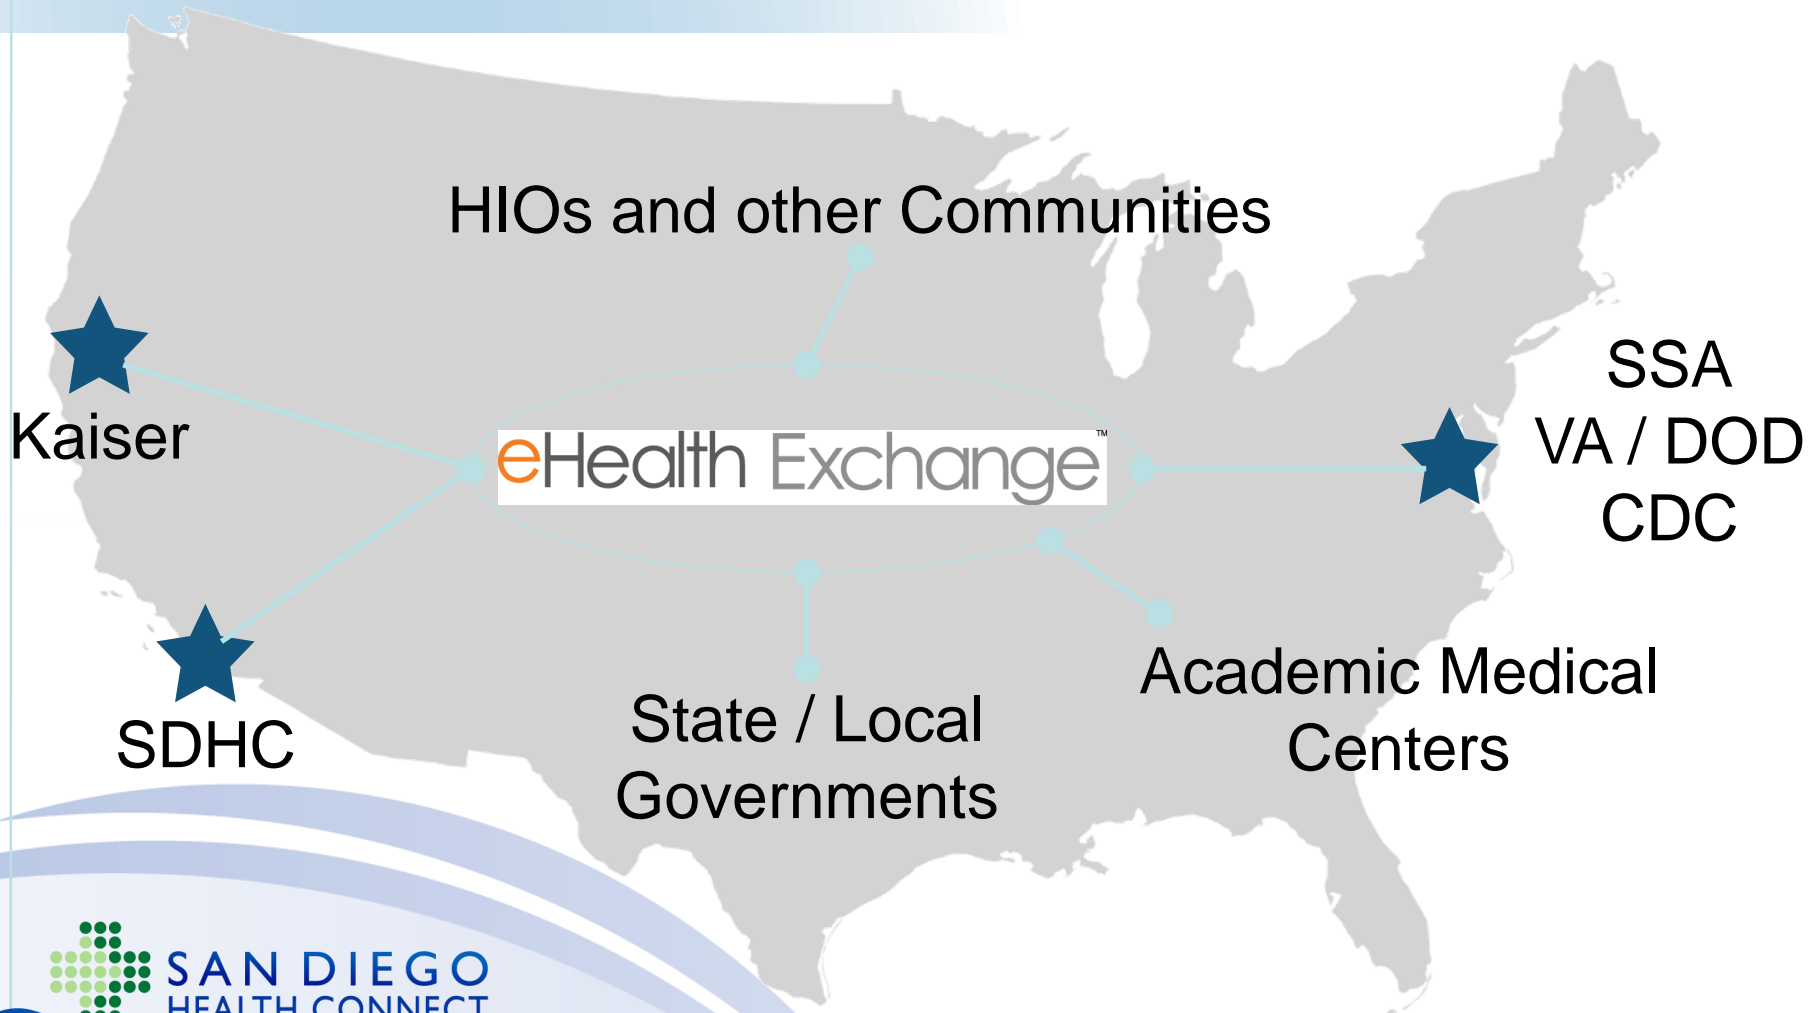 HIOs and other Communities
Kaiser
eHealth Exchange™
SSA
VA / DOD
CDC
SDHC
State / Local
Governments
Academic Medical
Centers
SAN DIEGO
HEALTH CONNECT